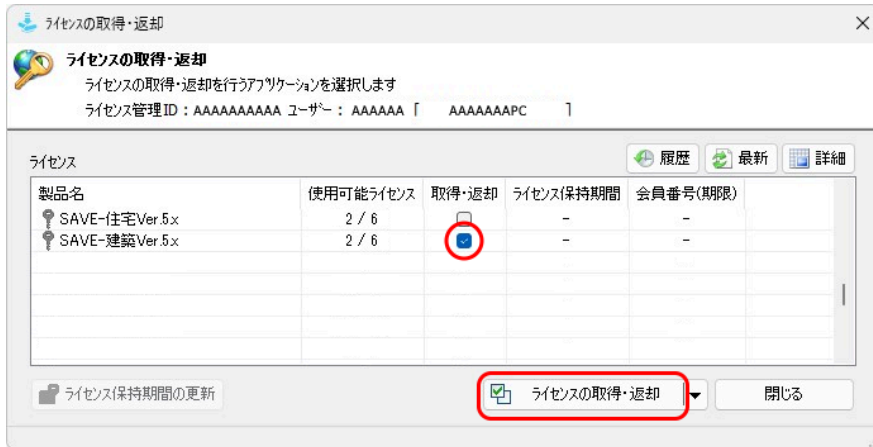 ライセンスの取得・返却
ライセンスの取得・返却
ライセンスの取得・返却を行うアプリケーションを選択します
ライセンス管理ID：AAAAAAAAAA ユーザー： AAAAAA [ AAAAAAAPC ]
ライセンス 履歴 最新 詳細
製品名 使用可能ライセンス 取得・返却 ライセンス保持期間 会員番号(期限)
SAVE-住宅Ver.5x 2 / 6 - -
SAVE-建築Ver.5x 2 / 6 - -
ライセンス保持期間の更新 ライセンスの取得・返却 閉じる